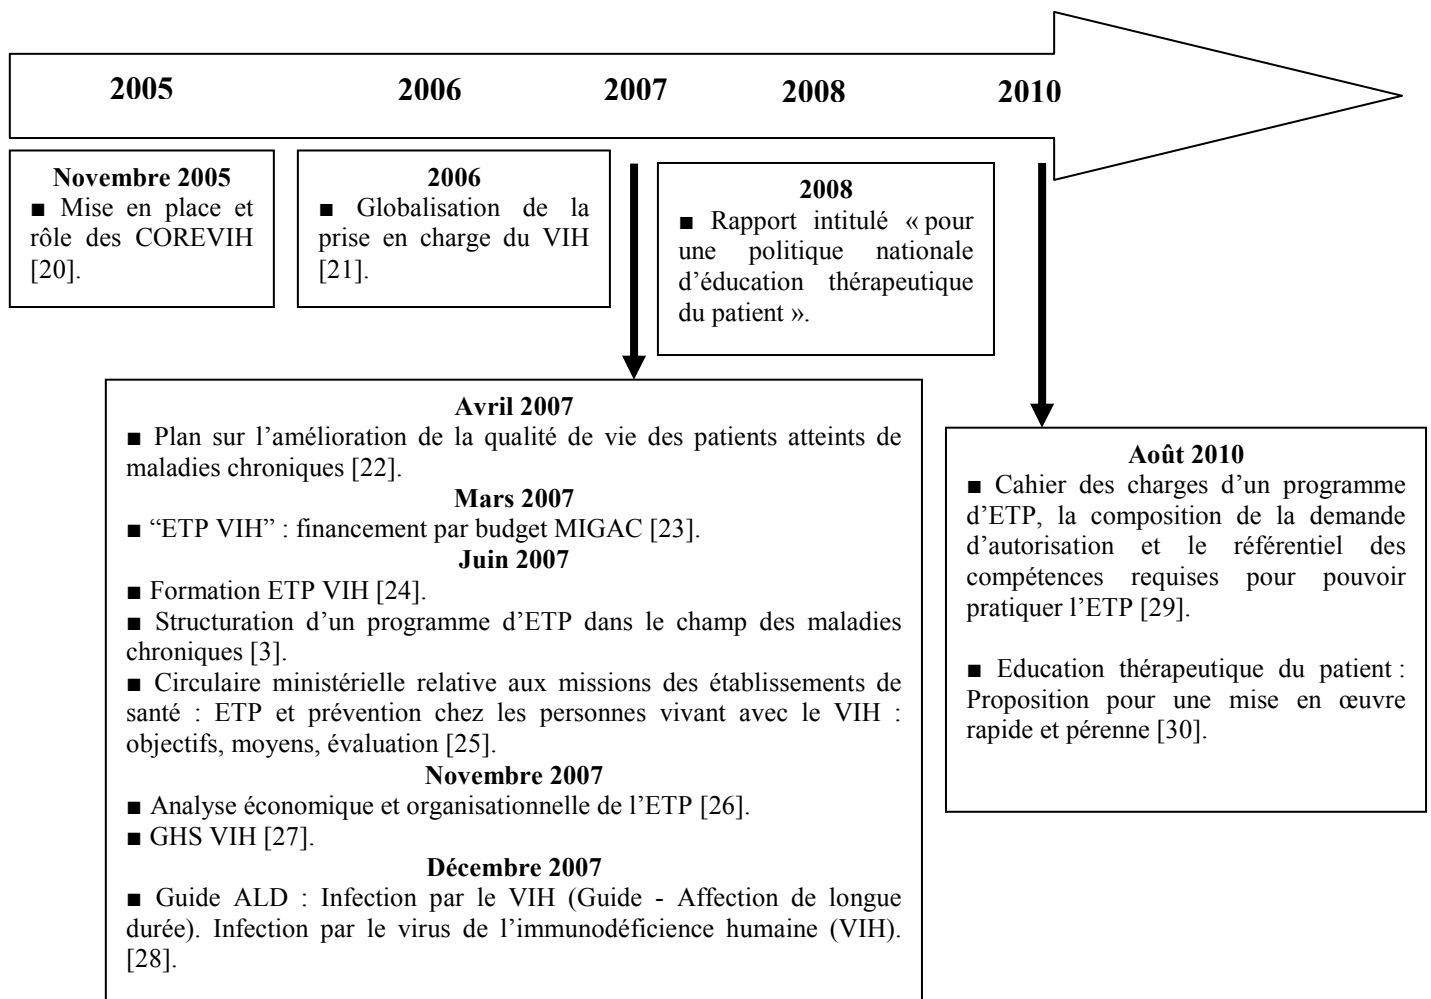 2005 2006 2007 2008 2010
Novembre 2005
■ Mise en place et
rôle des COREVIH
[20].
2006
■ Globalisation de la
prise en charge du VIH
[21].
2008
■ Rapport intitulé « pour
une politique nationale
d’éducation thérapeutique
du patient ».
Avril 2007
■ Plan sur l’amélioration de la qualité de vie des patients atteints de
maladies chroniques [22].
Mars 2007
■ “ETP VIH” : financement par budget MIGAC [23].
Juin 2007
■ Formation ETP VIH [24].
■ Structuration d’un programme d’ETP dans le champ des maladies
chroniques [3].
■ Circulaire ministérielle relative aux missions des établissements de
santé : ETP et prévention chez les personnes vivant avec le VIH :
objectifs, moyens, évaluation [25].
Novembre 2007
■ Analyse économique et organisationnelle de l’ETP [26].
■ GHS VIH [27].
Décembre 2007
■ Guide ALD : Infection par le VIH (Guide - Affection de longue
durée). Infection par le virus de l’immunodéficience humaine (VIH).
[28].
Août 2010
■ Cahier des charges d’un programme
d’ETP, la composition de la demande
d’autorisation et le référentiel des
compétences requises pour pouvoir
pratiquer l’ETP [29].
■ Education thérapeutique du patient :
Proposition pour une mise en œuvre
rapide et pérenne [30].